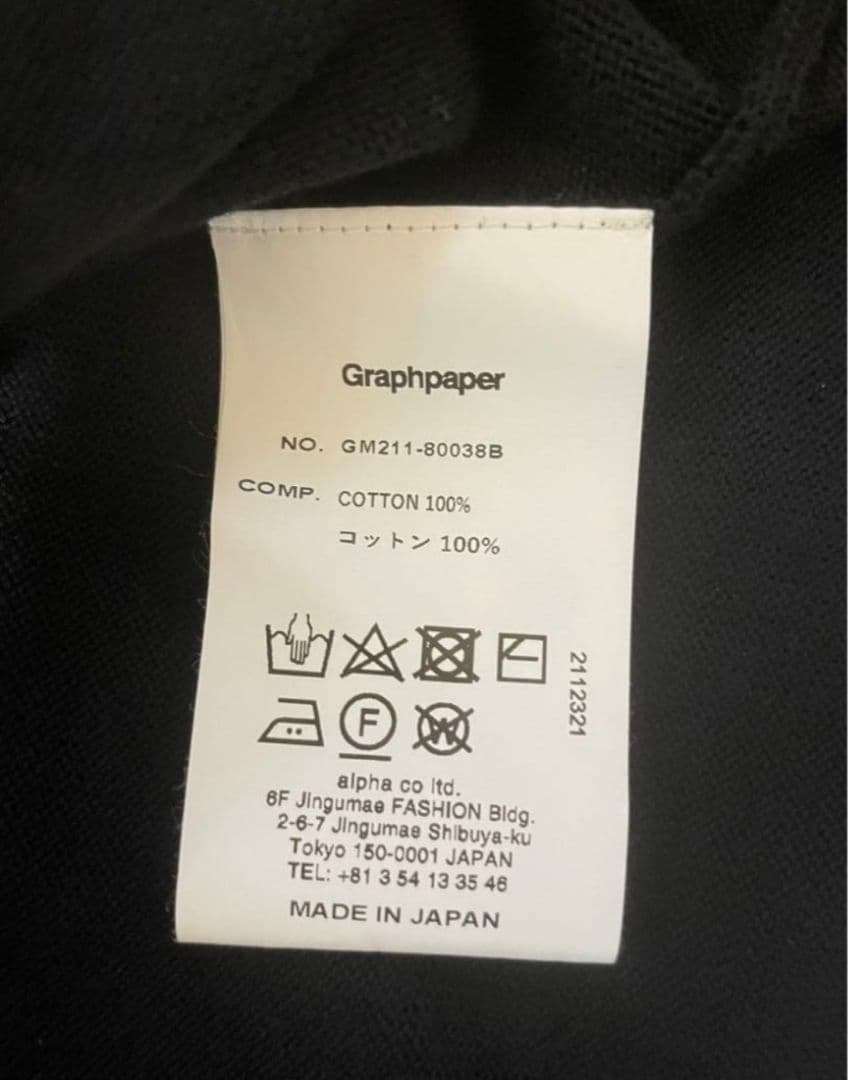 Graphpaper
NO. GM211-80038B
COMP. COTTON 100%
コットン 100%
2112321
F
W
alpha co ltd.
6F Jingumae FASHION Bldg.
2-6-7 Jingumae Shibuya-ku
Tokyo 150-0001 JAPAN
TEL: +81 3 54 13 35 46
MADE IN JAPAN